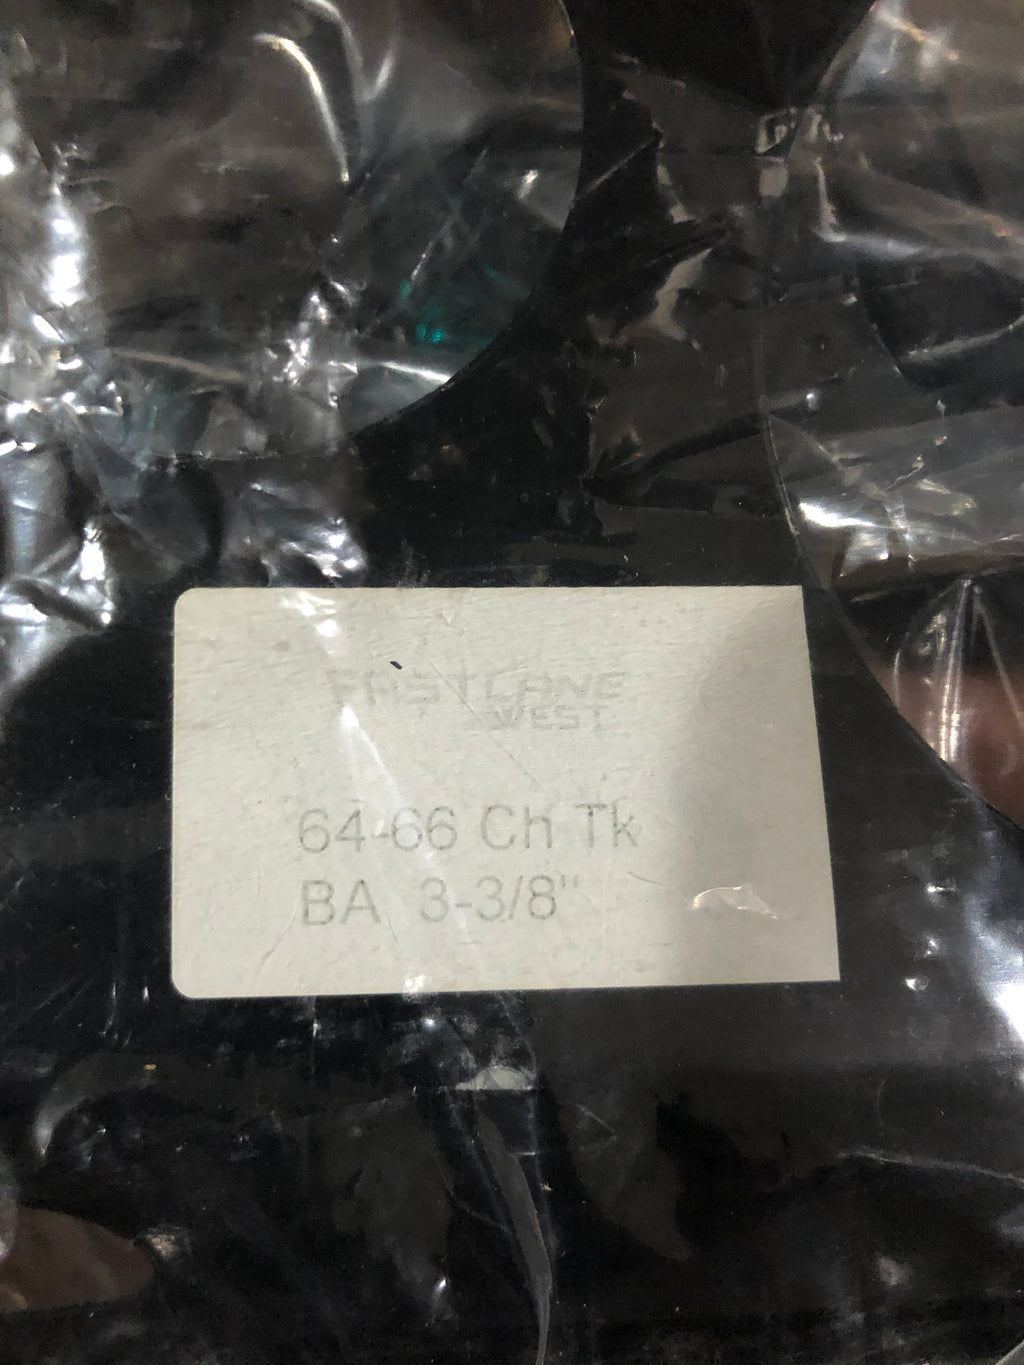 FASTLANE
WEST
64-66 Ch Tk
BA 3-3/8"